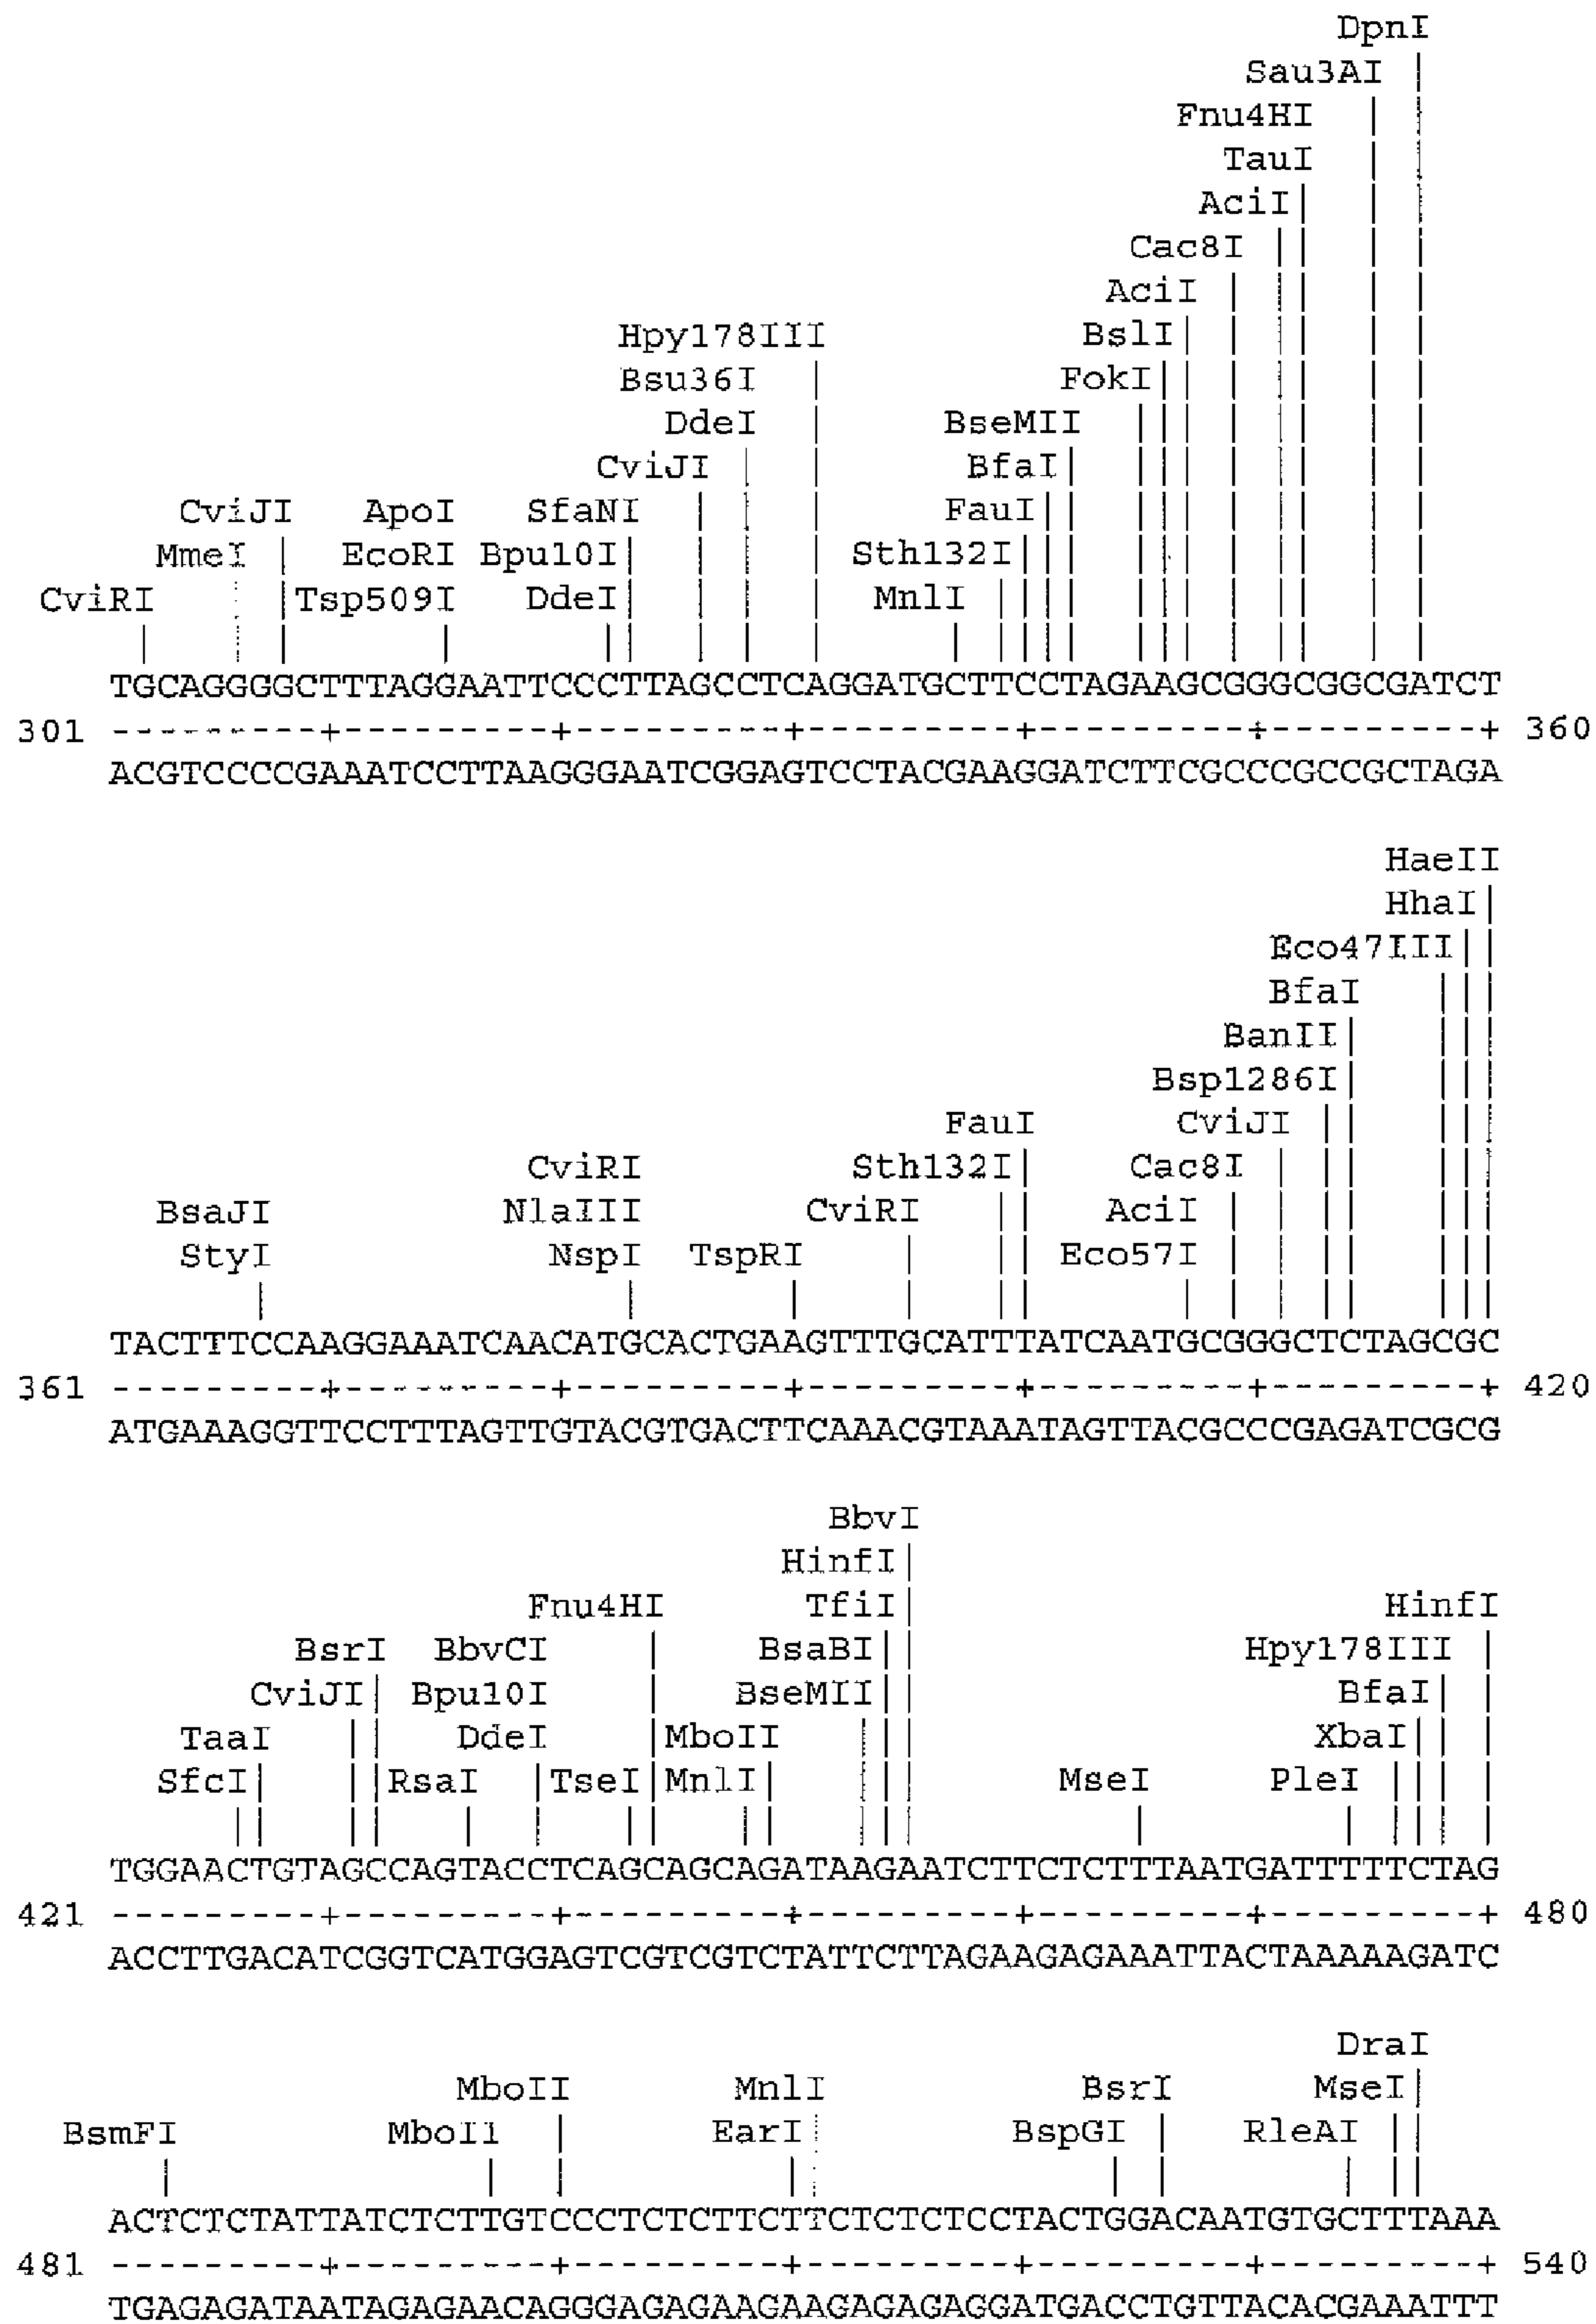 DpnI
Sau3AI
Fnu4HI
TauI
AciI
Cac8I
AciI
Hpy178III BslI
Bsu36I FokI
DdeI BseMII
CviJI BfaI
CviJI ApoI SfaNI FauI
MmeI EcoRI Bpu10I Sth132I
CviRI Tsp509I DdeI MnlI
TGCAGGGGCTTTAGGAATTCCCTTAGCCTCAGGATGCTTCCTAGAAGCGGGCGGCGATCT
301 ---------+---------+---------+---------+---------+---------+ 360
ACGTCCCCGAAATCCTTAAGGGAATCGGAGTCCTACGAAGGATCTTCGCCCGCCGCTAGA
HaeII
HhaI
Eco47III
BfaI
BanII
Bsp1286I
FauI CviJI
CviRI Sth132I Cac8I
BsaJI NlaIII CviRI AciI
StyI NspI TspRI Eco57I
TACTTTCCAAGGAAATCAACATGCACTGAAGTTTGCATTTATCAATGCGGGCTCTAGCGC
361 ---------+---------+---------+---------+---------+---------+ 420
ATGAAAGGTTCCTTTAGTTGTACGTGACTTCAAACGTAAATAGTTACGCCCGAGATCGCG
BbvI
HinfI
Fnu4HI TfiI HinfI
BsrI BbvCI BsaBI Hpy178III
CviJI Bpu10I BseMII BfaI
TaaI DdeI MboII XbaI
SfcI RsaI TseI MnlI MseI PleI
TGGAACTGTAGCCAGTACCTCAGCAGCAGATAAGAATCTTCTCTTTAATGATTTTTCTAG
421 ---------+---------+---------+---------+---------+---------+ 480
ACCTTGACATCGGTCATGGAGTCGTCGTCTATTCTTAGAAGAGAAATTACTAAAAAGATC
DraI
MboII MnlI BsrI MseI
BsmFI MboII EarI BspGI RleAI
ACTCTCTATTATCTCTTGTCCCTCTCTTCTTCTCTCTCCTACTGGACAATGTGCTTTAAA
481 ---------+---------+---------+---------+---------+---------+ 540
TGAGAGATAATAGAGAACAGGGAGAGAAGAAGAGAGAGGATGACCTGTTACACGAAATTT